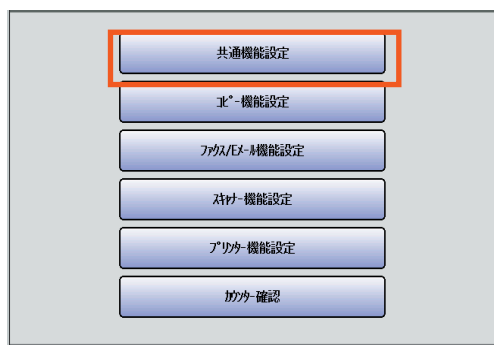 共通機能設定
ｺﾋﾟｰ機能設定
ﾌｧｸｽ/Eﾒｰﾙ機能設定
ｽｷｬﾅｰ機能設定
ﾌﾟﾘﾝﾀｰ機能設定
ｶｳﾝﾀｰ確認